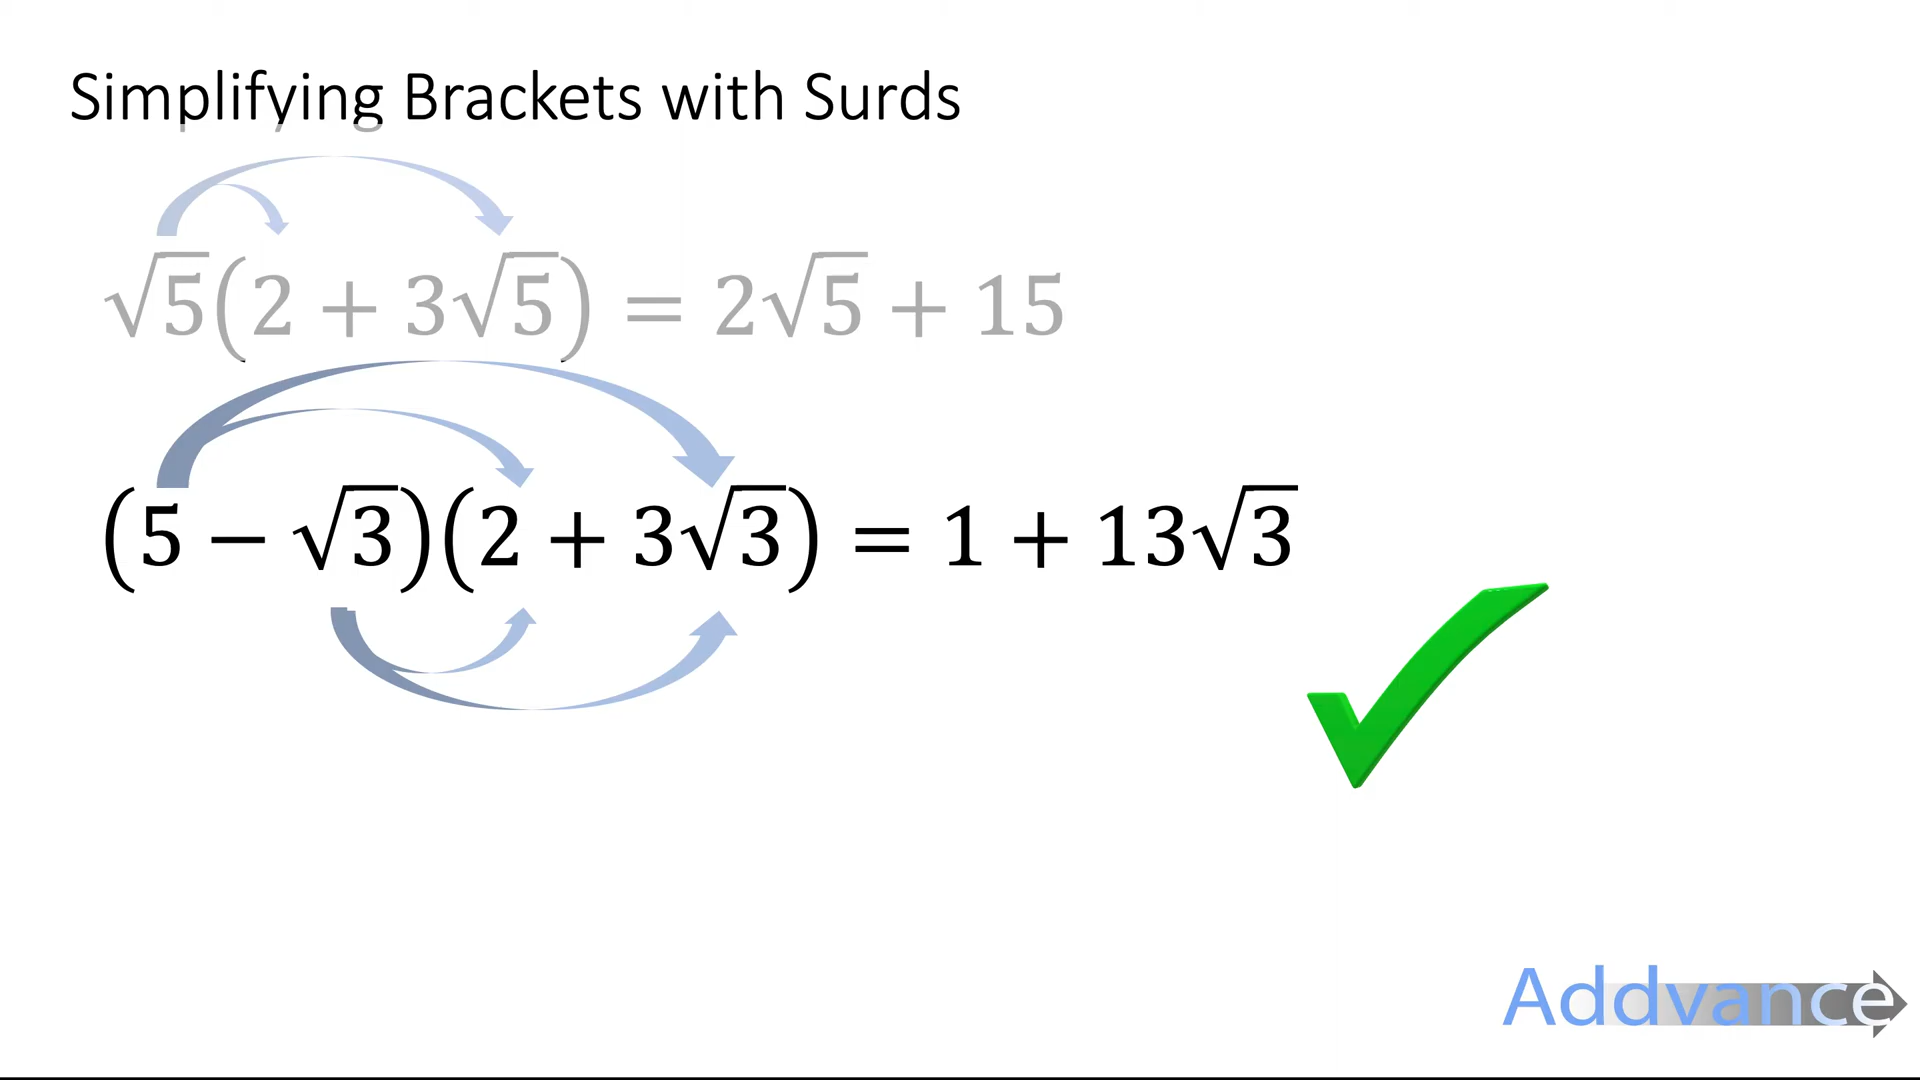 Simplifying Brackets with Surds
√5(2 + 3√5) = 2√5 + 15
(5 − √3)(2 + 3√3) = 1 + 13√3
Addvance